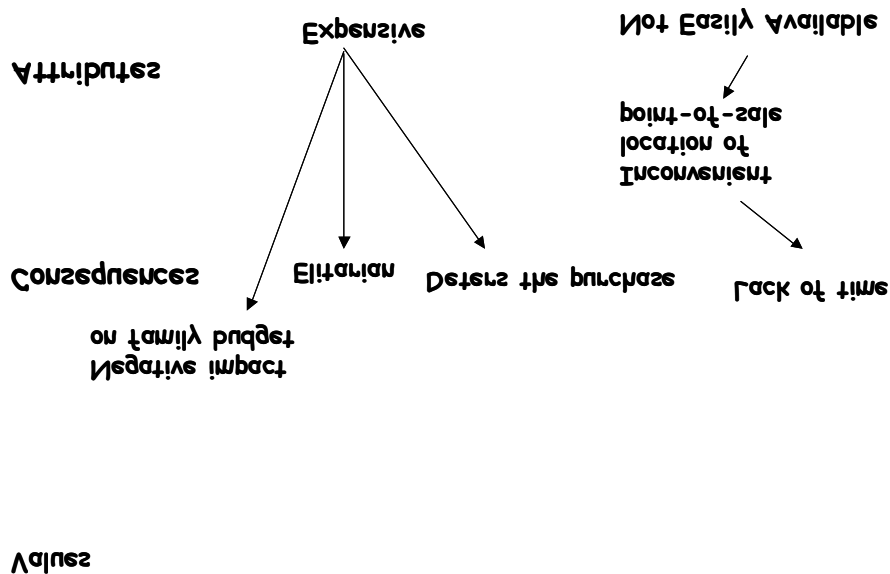 Expensive
Not Easily Available
Attributes
Inconvenient
location of
point-of-sale
Consequences
Elitarian
Deters the purchase
Lack of time
Negative impact
on family budget
Values